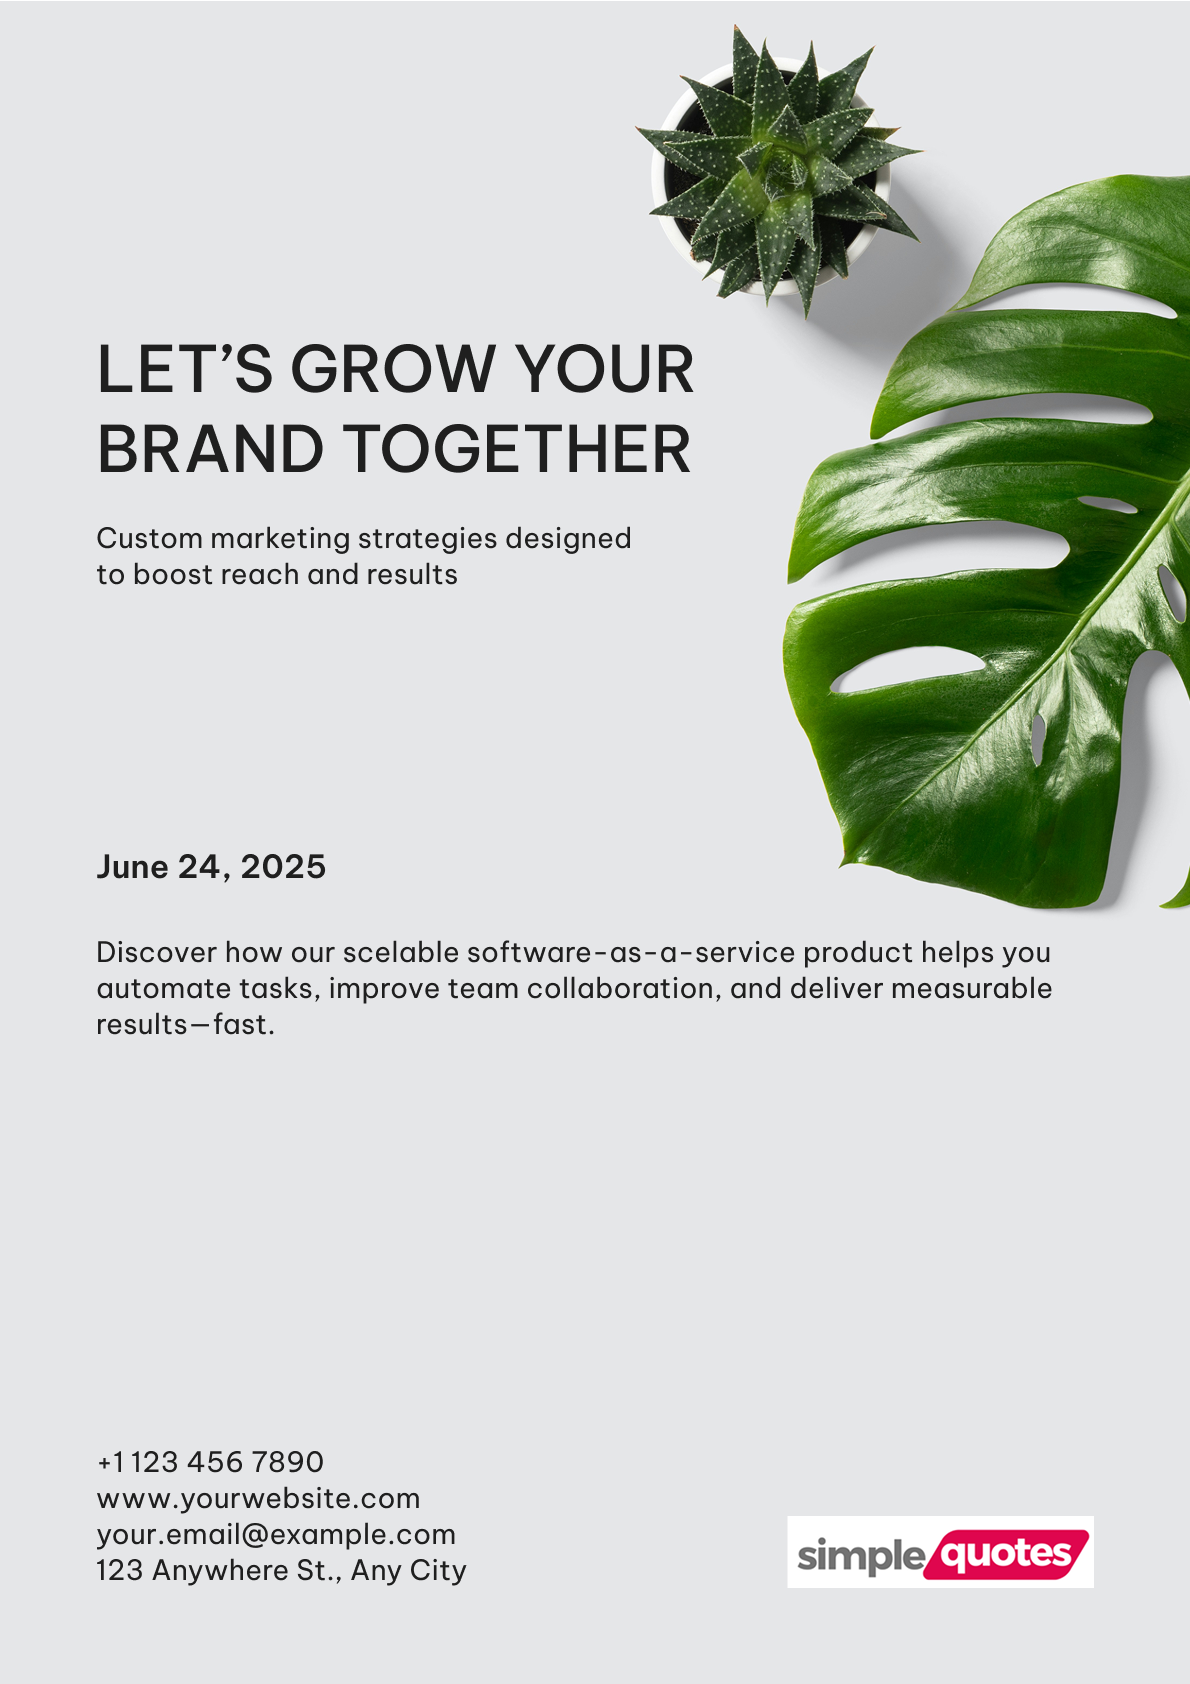 LET’S GROW YOUR
BRAND TOGETHER
Custom marketing strategies designed
to boost reach and results
June 24, 2025
Discover how our scelable software-as-a-service product helps you
automate tasks, improve team collaboration, and deliver measurable
results—fast.
+1 123 456 7890
www.yourwebsite.com
your.email@example.com
123 Anywhere St., Any City
simple quotes